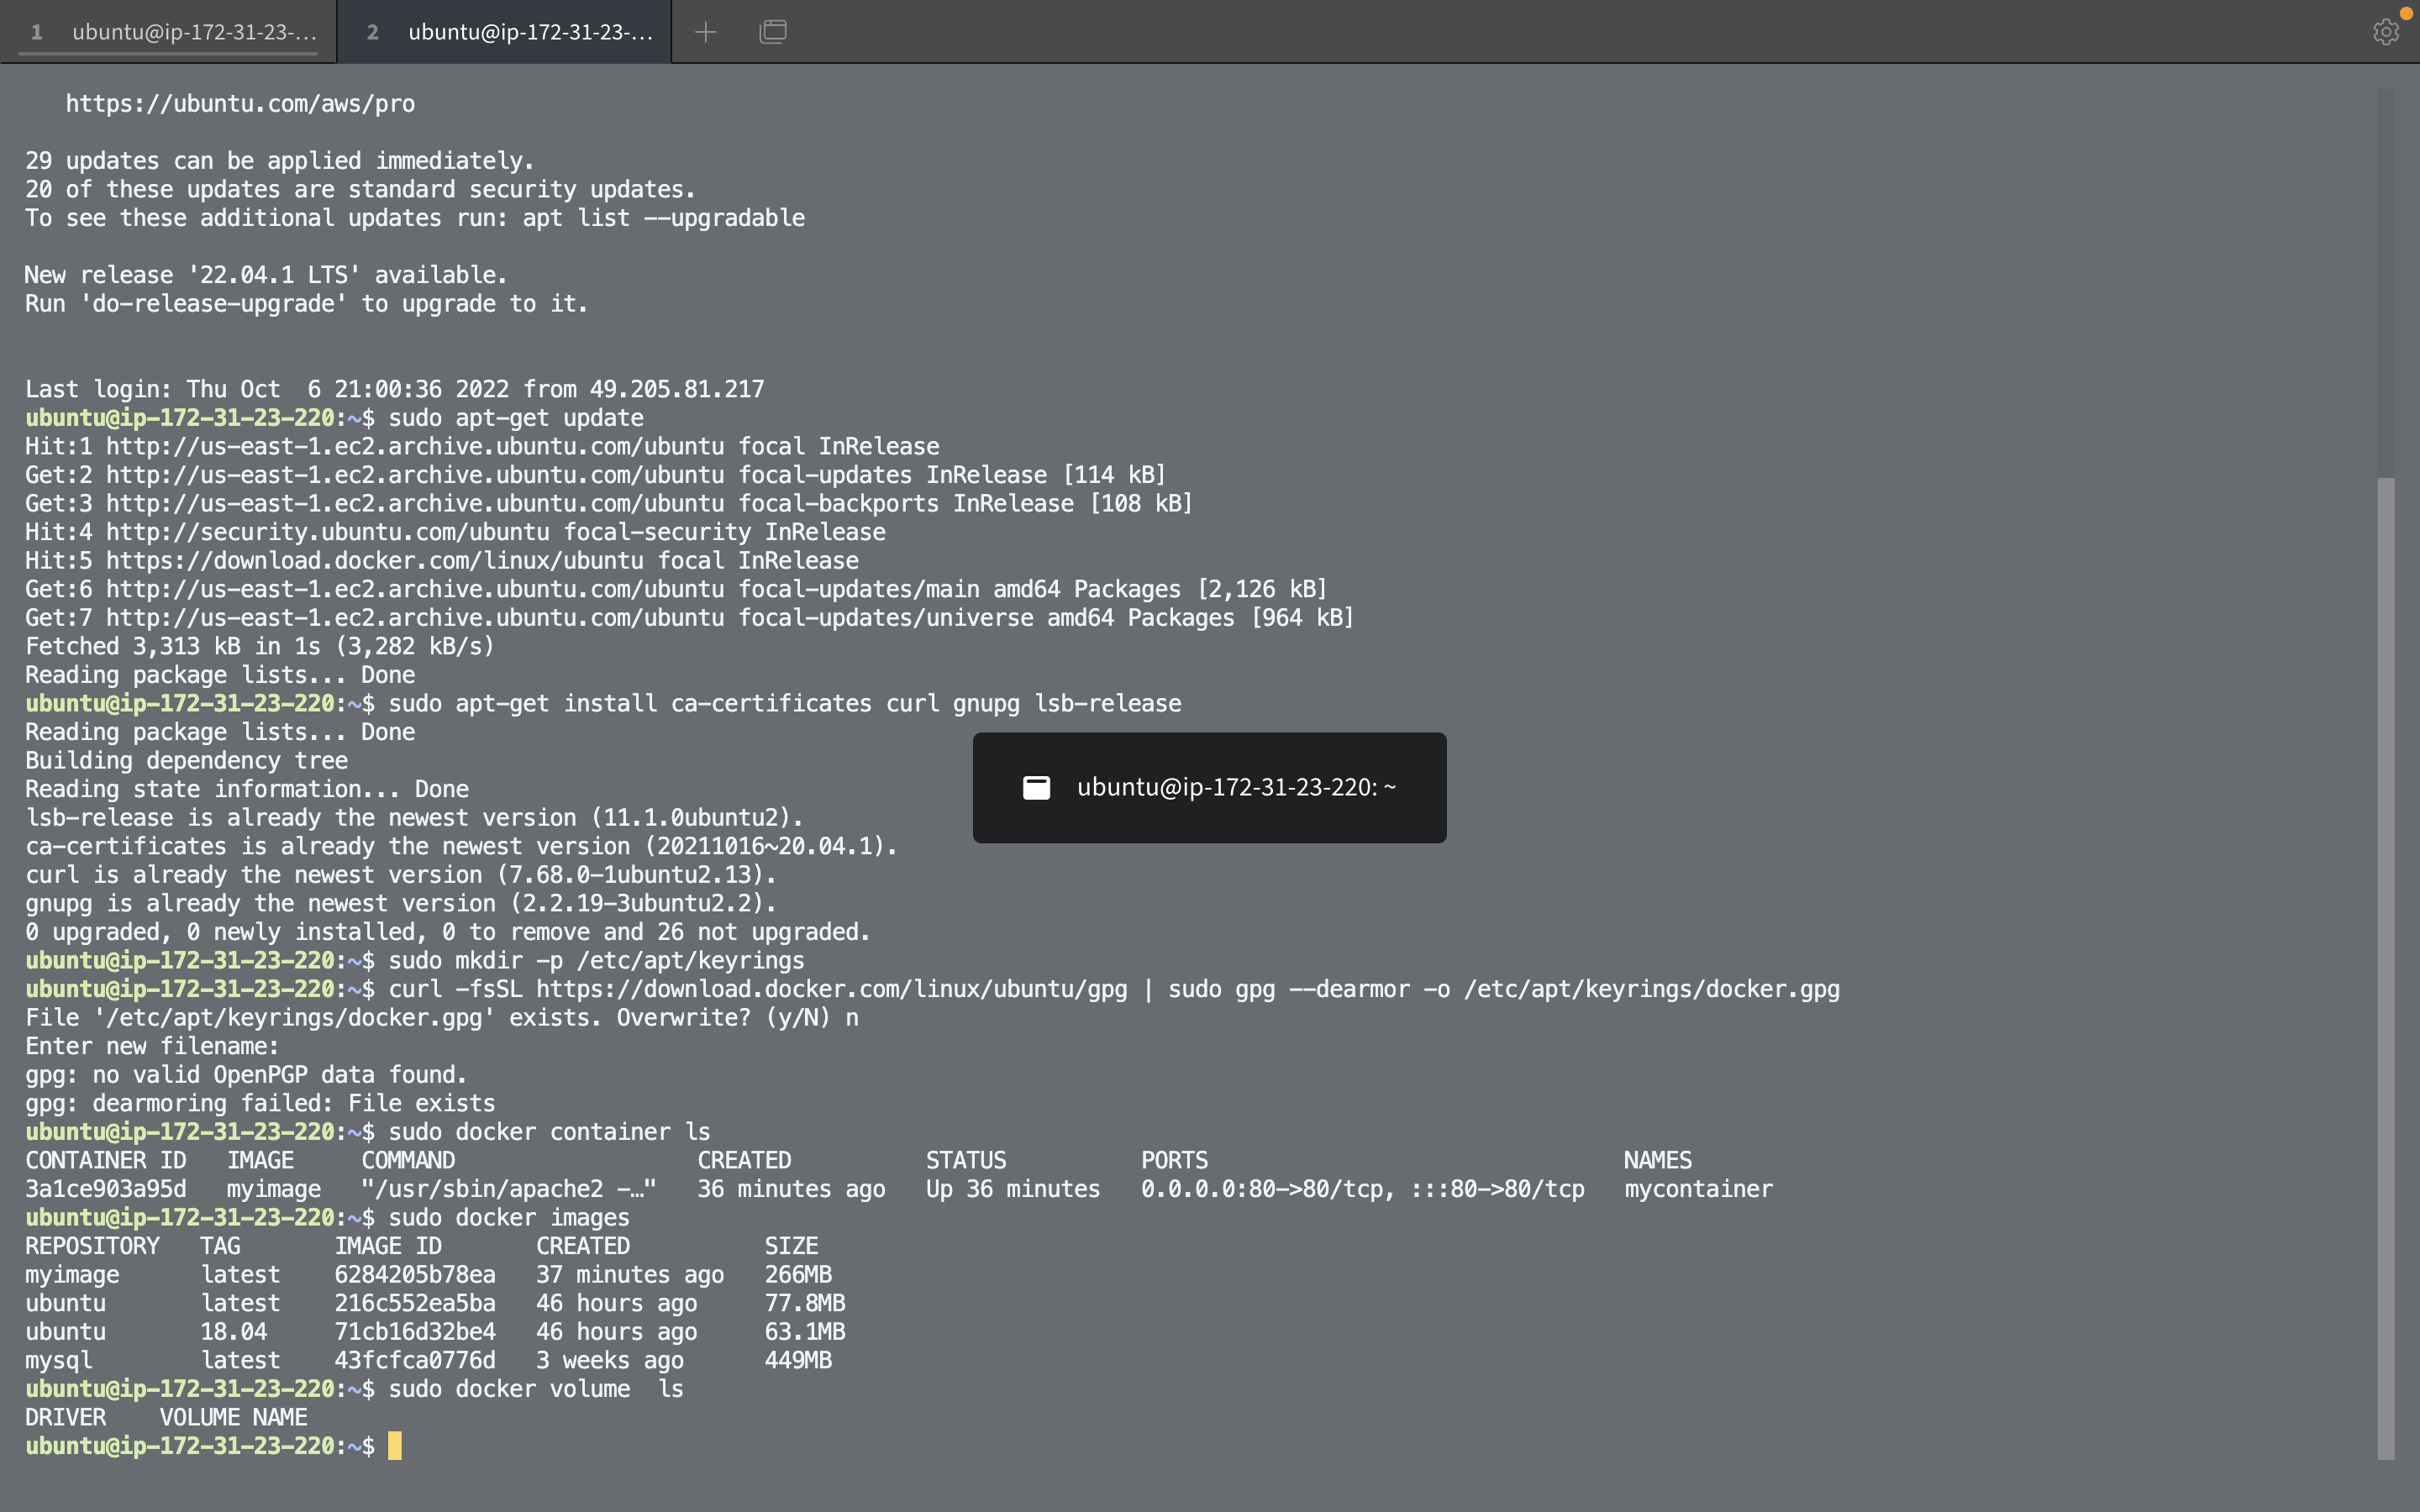 1 ubuntu@ip-172-31-23-...
2 ubuntu@ip-172-31-23-...
https://ubuntu.com/aws/pro
29 updates can be applied immediately.
20 of these updates are standard security updates.
To see these additional updates run: apt list --upgradable
New release '22.04.1 LTS' available.
Run 'do-release-upgrade' to upgrade to it.
Last login: Thu Oct  6 21:00:36 2022 from 49.205.81.217
ubuntu@ip-172-31-23-220:~$ sudo apt-get update
Hit:1 http://us-east-1.ec2.archive.ubuntu.com/ubuntu focal InRelease
Get:2 http://us-east-1.ec2.archive.ubuntu.com/ubuntu focal-updates InRelease [114 kB]
Get:3 http://us-east-1.ec2.archive.ubuntu.com/ubuntu focal-backports InRelease [108 kB]
Hit:4 http://security.ubuntu.com/ubuntu focal-security InRelease
Hit:5 https://download.docker.com/linux/ubuntu focal InRelease
Get:6 http://us-east-1.ec2.archive.ubuntu.com/ubuntu focal-updates/main amd64 Packages [2,126 kB]
Get:7 http://us-east-1.ec2.archive.ubuntu.com/ubuntu focal-updates/universe amd64 Packages [964 kB]
Fetched 3,313 kB in 1s (3,282 kB/s)
Reading package lists... Done
ubuntu@ip-172-31-23-220:~$ sudo apt-get install ca-certificates curl gnupg lsb-release
Reading package lists... Done
Building dependency tree
Reading state information... Done
ubuntu@ip-172-31-23-220: ~
lsb-release is already the newest version (11.1.0ubuntu2).
ca-certificates is already the newest version (20211016~20.04.1).
curl is already the newest version (7.68.0-1ubuntu2.13).
gnupg is already the newest version (2.2.19-3ubuntu2.2).
0 upgraded, 0 newly installed, 0 to remove and 26 not upgraded.
ubuntu@ip-172-31-23-220:~$ sudo mkdir -p /etc/apt/keyrings
ubuntu@ip-172-31-23-220:~$ curl -fsSL https://download.docker.com/linux/ubuntu/gpg | sudo gpg --dearmor -o /etc/apt/keyrings/docker.gpg
File '/etc/apt/keyrings/docker.gpg' exists. Overwrite? (y/N) n
Enter new filename:
gpg: no valid OpenPGP data found.
gpg: dearmoring failed: File exists
ubuntu@ip-172-31-23-220:~$ sudo docker container ls
CONTAINER ID   IMAGE     COMMAND                  CREATED          STATUS          PORTS                               NAMES
3a1ce903a95d   myimage   "/usr/sbin/apache2 -…"   36 minutes ago   Up 36 minutes   0.0.0.0:80->80/tcp, :::80->80/tcp   mycontainer
ubuntu@ip-172-31-23-220:~$ sudo docker images
REPOSITORY   TAG       IMAGE ID       CREATED          SIZE
myimage      latest    6284205b78ea   37 minutes ago   266MB
ubuntu       latest    216c552ea5ba   46 hours ago     77.8MB
ubuntu       18.04     71cb16d32be4   46 hours ago     63.1MB
mysql        latest    43fcfca0776d   3 weeks ago      449MB
ubuntu@ip-172-31-23-220:~$ sudo docker volume  ls
DRIVER    VOLUME NAME
ubuntu@ip-172-31-23-220:~$